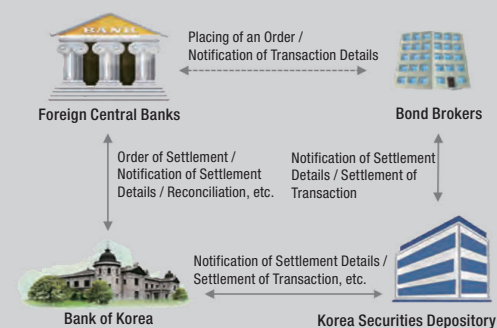 BANK
Placing of an Order /
Notification of Transaction Details
Foreign Central Banks
Bond Brokers
Order of Settlement /
Notification of Settlement
Details / Reconciliation, etc.
Notification of Settlement
Details / Settlement of
Transaction
Notification of Settlement Details /
Settlement of Transaction, etc.
Bank of Korea
Korea Securities Depository